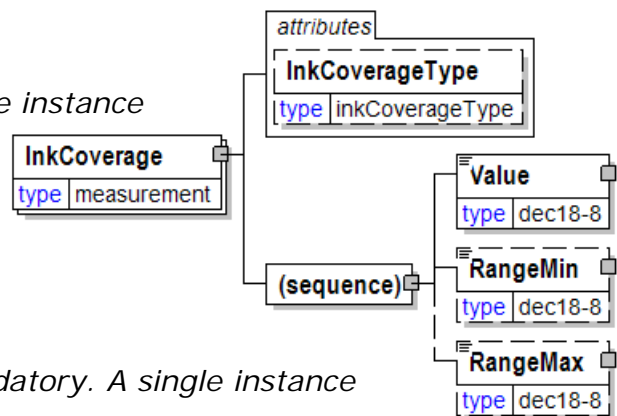 attributes
InkCoverageType
type inkCoverageType
instance
InkCoverage
type measurement
Value
type dec18-8
(sequence)
RangeMin
type dec18-8
RangeMax
type dec18-8
datory. A single instance